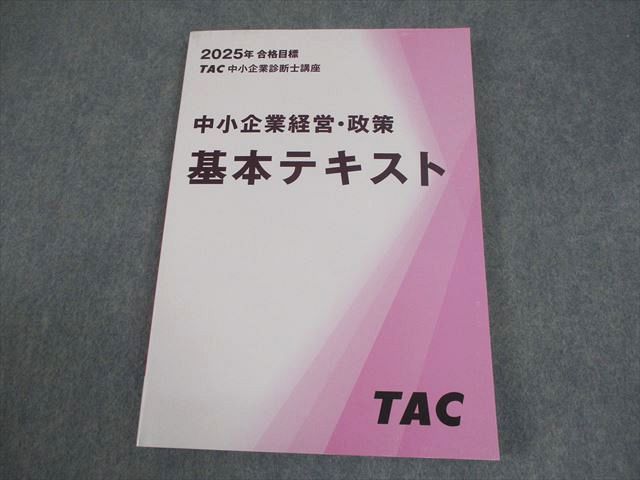 2025年 合格目標
TAC 中小企業診断士講座
中小企業経営・政策
基本テキスト
TAC